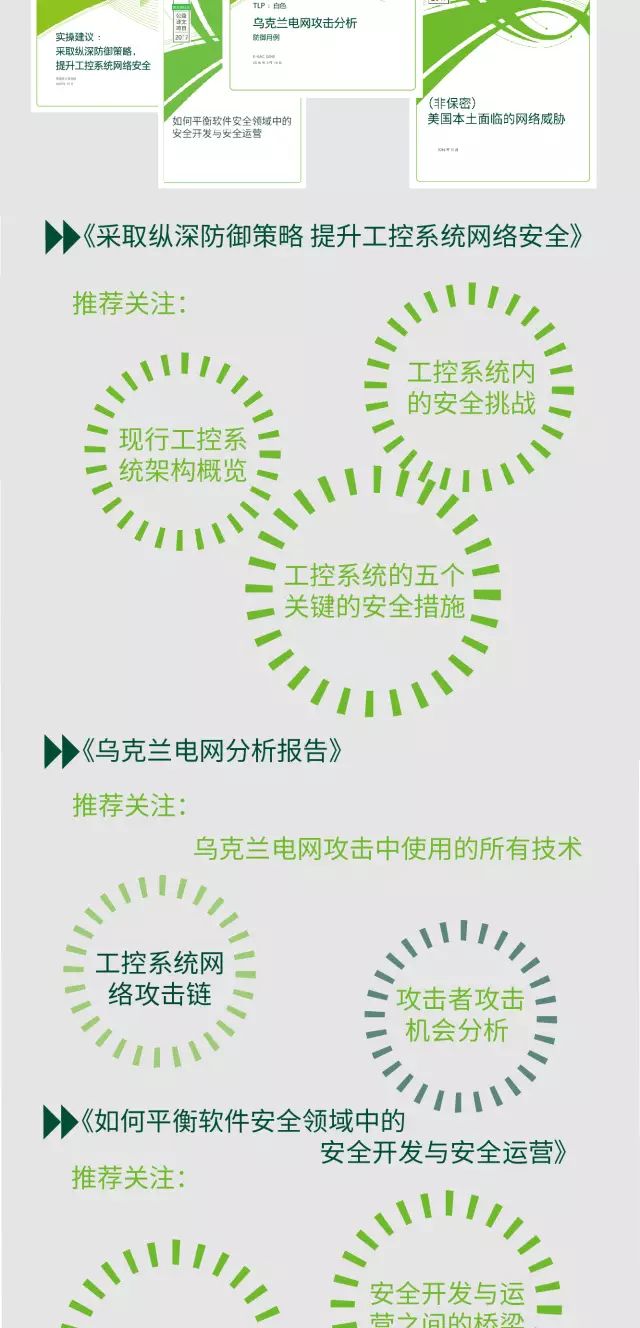 实操建议：
采取纵深防御策略，
提升工控系统网络安全
公益
译文
项目
2017
如何平衡软件安全领域中的
安全开发与安全运营
TLP：白色
乌克兰电网攻击分析
防御用例
（非保密）
美国本土面临的网络威胁
《采取纵深防御策略 提升工控系统网络安全》
推荐关注：
工控系统内
的安全挑战
现行工控系
统架构概览
工控系统的五个
关键的安全措施
《乌克兰电网分析报告》
推荐关注：
乌克兰电网攻击中使用的所有技术
工控系统网
络攻击链
攻击者攻击
机会分析
《如何平衡软件安全领域中的
安全开发与安全运营》
推荐关注：
安全开发与运
营之间的桥梁